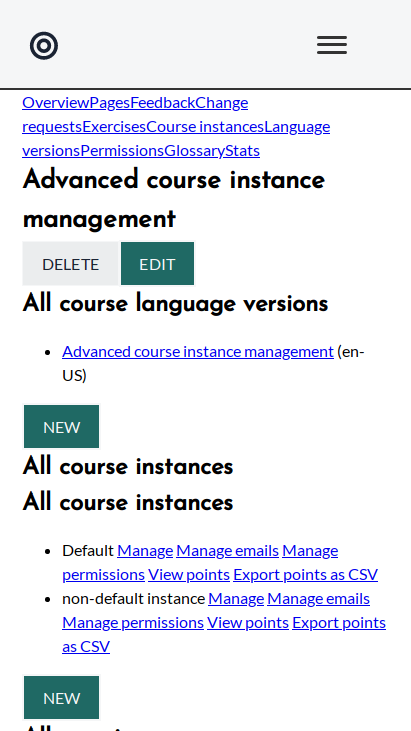 OverviewPagesFeedbackChange
requestsExercisesCourse instancesLanguage
versionsPermissionsGlossaryStats
Advanced course instance
management
DELETE EDIT
All course language versions
Advanced course instance management (en-
US)
NEW
All course instances
All course instances
Default Manage Manage emails Manage
permissions View points Export points as CSV
non-default instance Manage Manage emails
Manage permissions View points Export points
as CSV
NEW